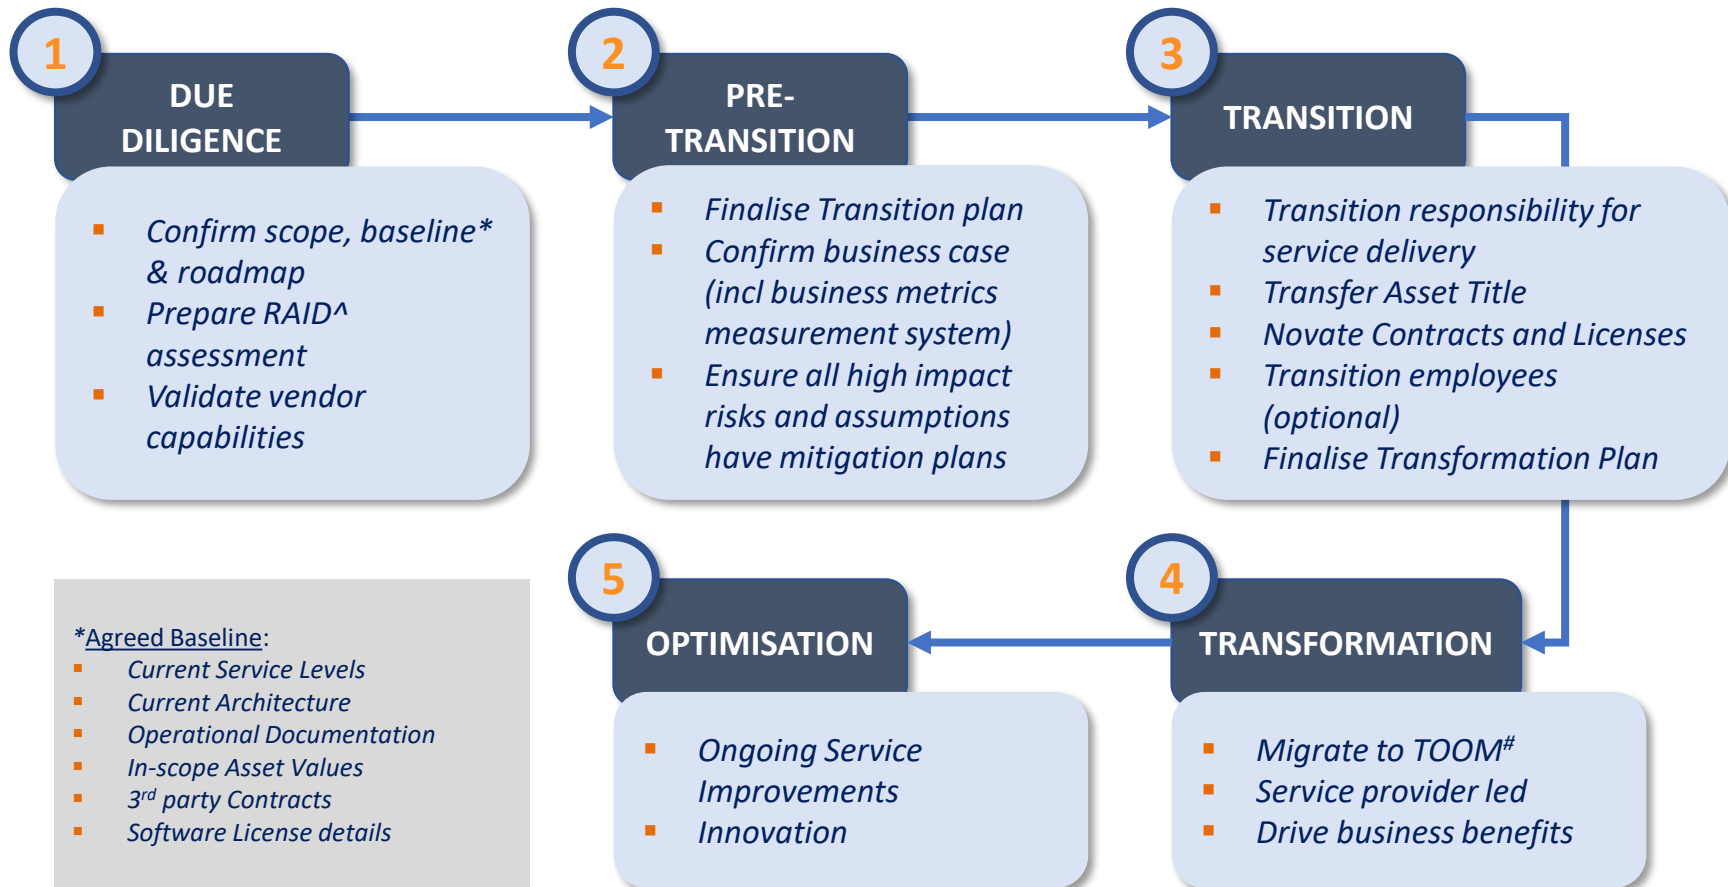 1
DUE
DILIGENCE
▪ Confirm scope, baseline*
& roadmap
▪ Prepare RAID^
assessment
▪ Validate vendor
capabilities
2
PRE-
TRANSITION
▪ Finalise Transition plan
▪ Confirm business case
(incl business metrics
measurement system)
▪ Ensure all high impact
risks and assumptions
have mitigation plans
3
TRANSITION
▪ Transition responsibility for
service delivery
▪ Transfer Asset Title
▪ Novate Contracts and Licenses
▪ Transition employees
(optional)
▪ Finalise Transformation Plan
4
TRANSFORMATION
▪ Migrate to TOOM#
▪ Service provider led
▪ Drive business benefits
5
OPTIMISATION
▪ Ongoing Service
Improvements
▪ Innovation
*Agreed Baseline:
▪ Current Service Levels
▪ Current Architecture
▪ Operational Documentation
▪ In-scope Asset Values
▪ 3rd party Contracts
▪ Software License details